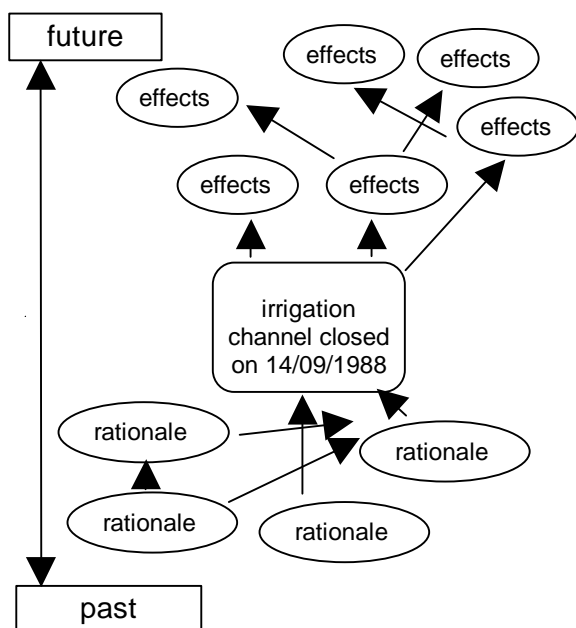 future
effects
effects
effects
effects
effects
effects
irrigation
channel closed
on 14/09/1988
rationale
rationale
rationale
rationale
past